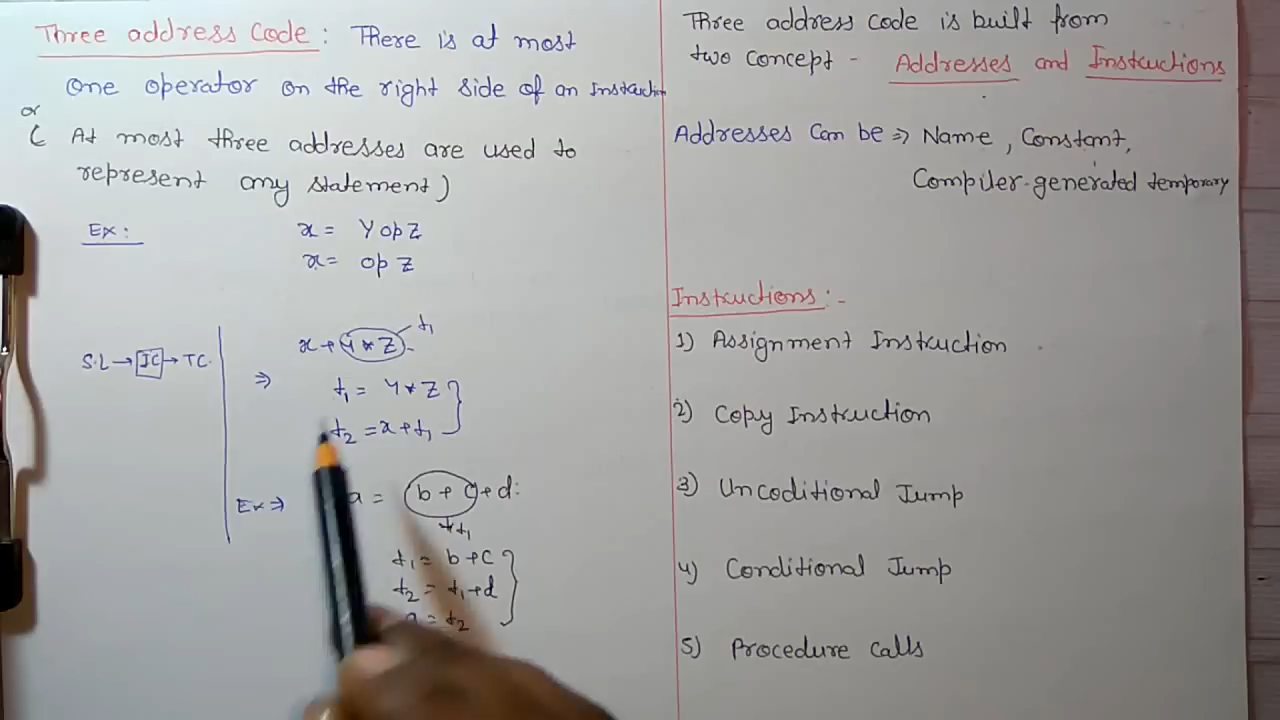 Three address Code : There is at most
one operator on the right side of an Instruction
or
( At most three addresses are used to
represent any statement)
Ex:
x = Y op Z
x = op Z
S.L → IC → TC.
x + y * z
t1
⇒
t1 = y * z
t2 = x + t1
Ex ⇒
a = b + c + d:
t1
t1 = b + c
t2 = t1 + d
a = t2
Three address code is built from
two concept - Addresses and Instructions
Addresses Can be ⇒ Name, Constant,
Compiler-generated temporary
Instructions :-
1) Assignment Instruction
2) Copy Instruction
3) Uncoditional Jump
4) Conditional Jump
5) Procedure calls